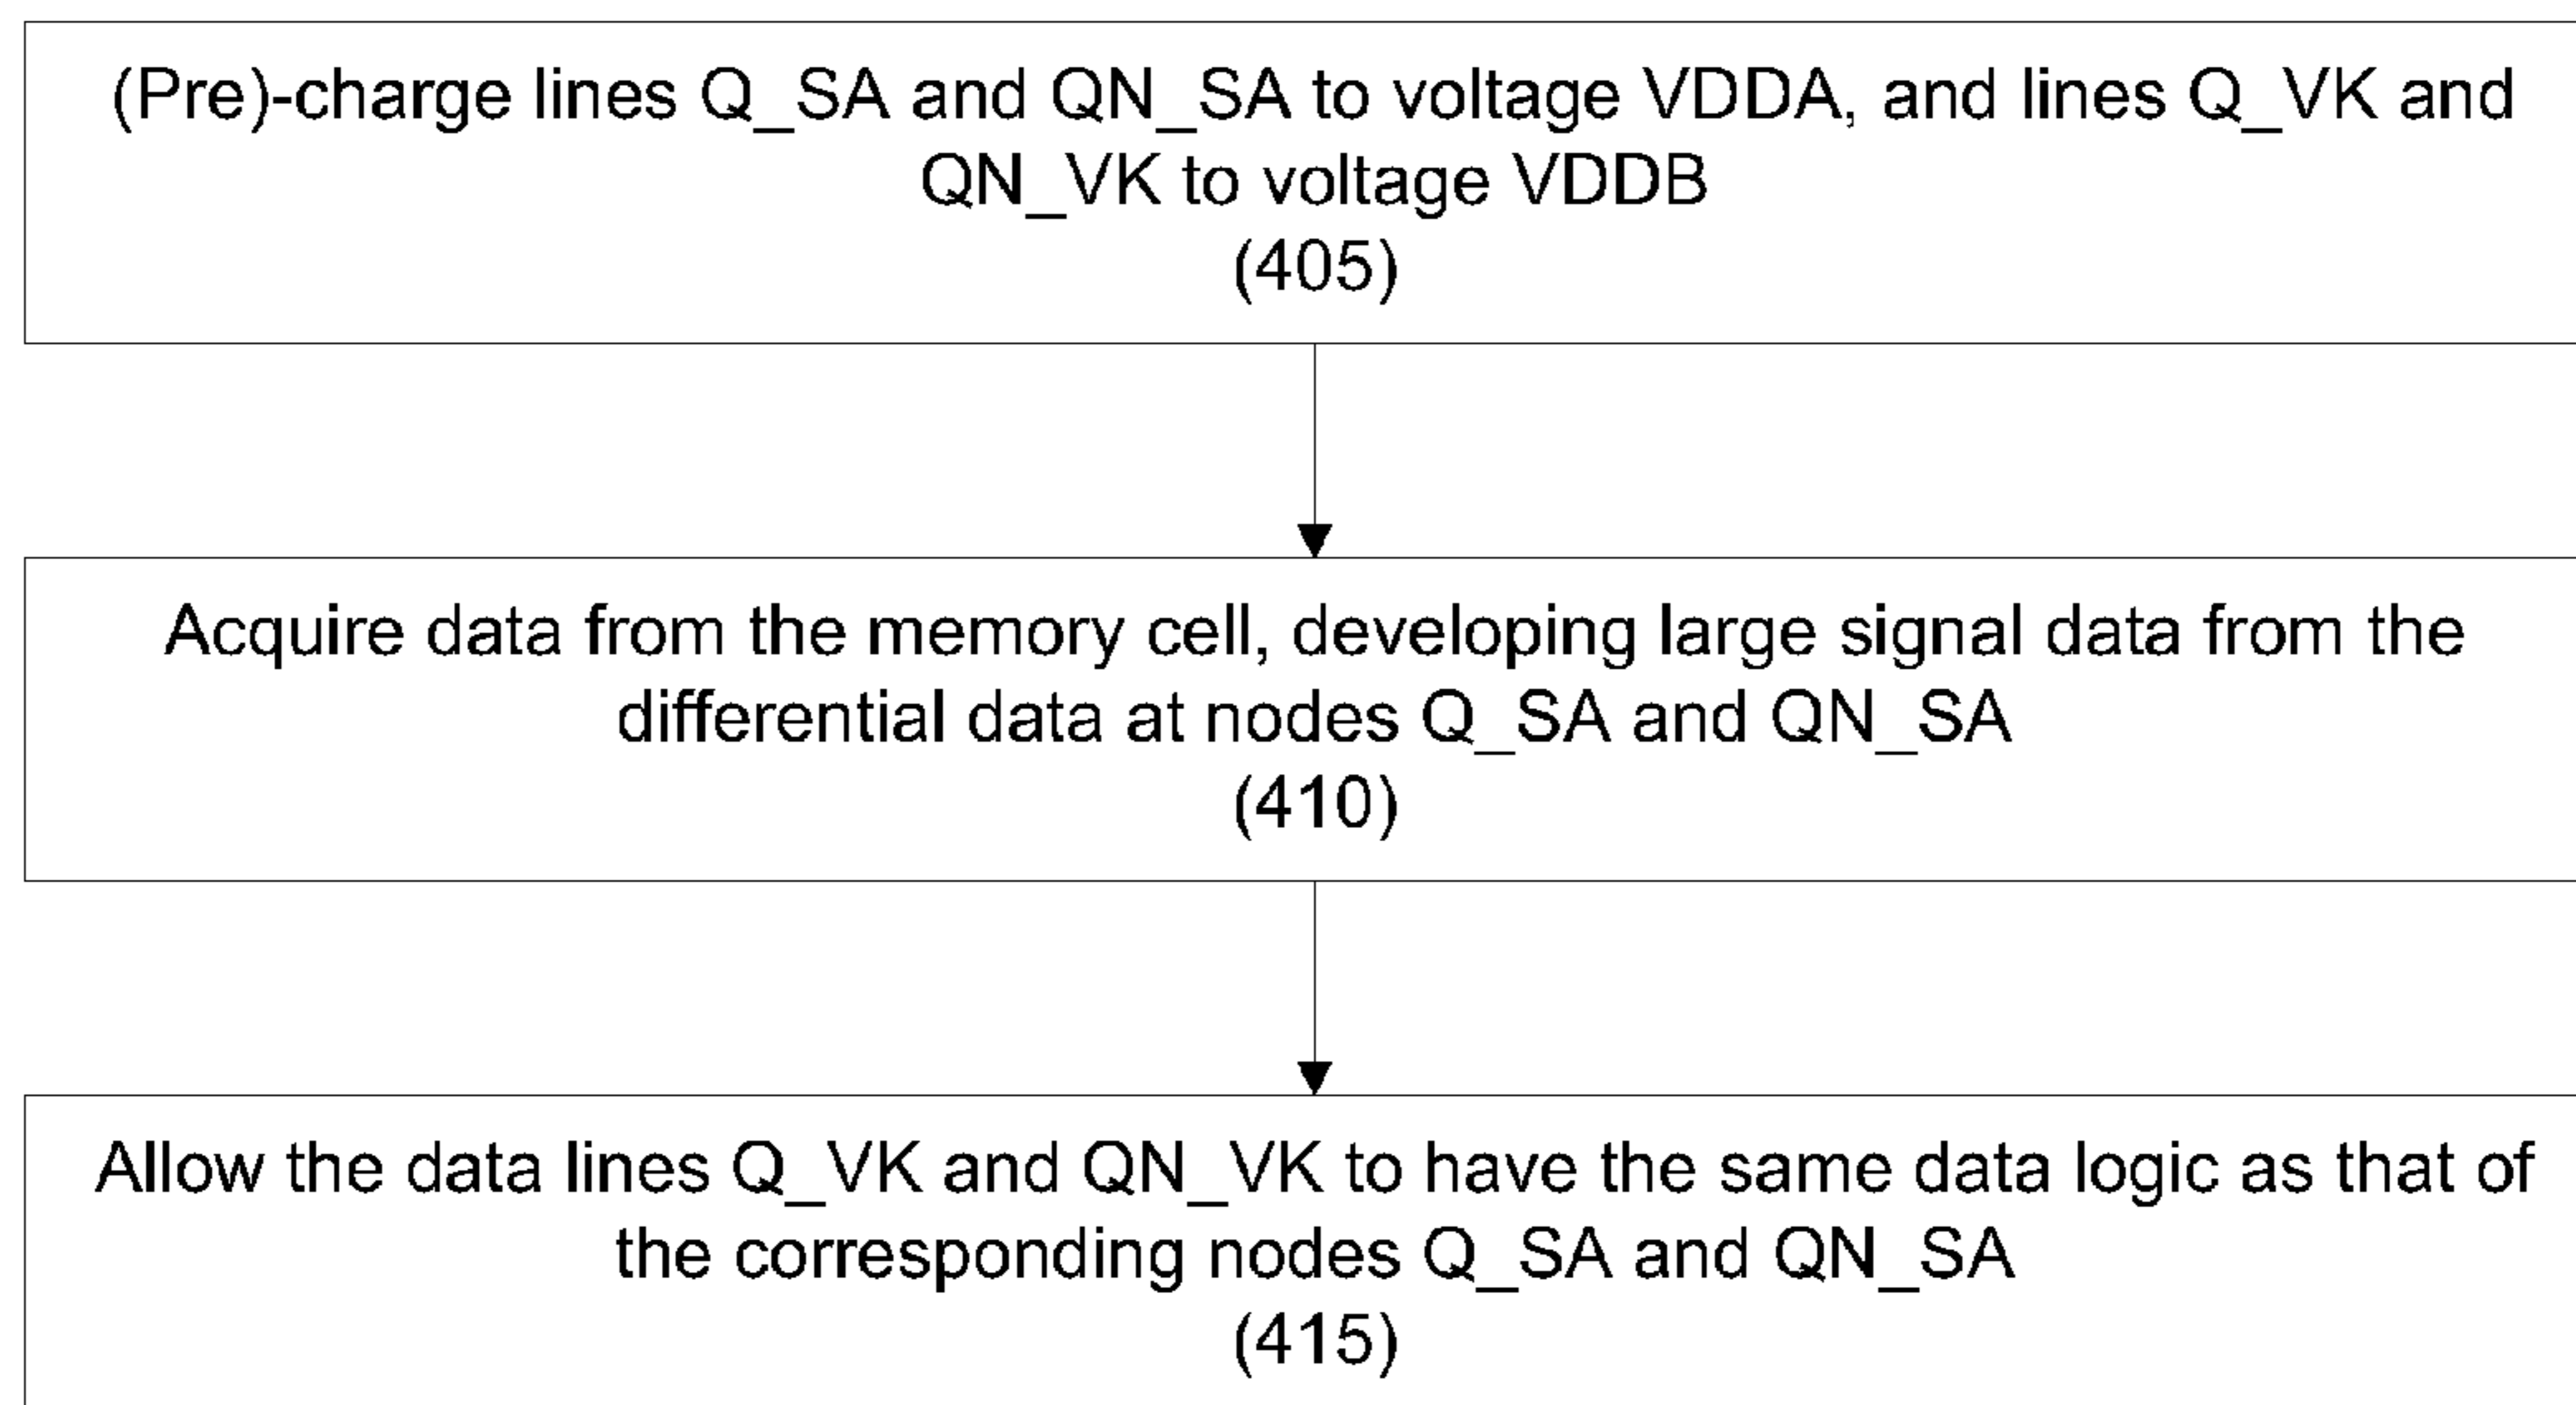 (Pre)-charge lines Q_SA and QN_SA to voltage VDDA, and lines Q_VK and
QN_VK to voltage VDDB
(405)
Acquire data from the memory cell, developing large signal data from the
differential data at nodes Q_SA and QN_SA
(410)
Allow the data lines Q_VK and QN_VK to have the same data logic as that of
the corresponding nodes Q_SA and QN_SA
(415)